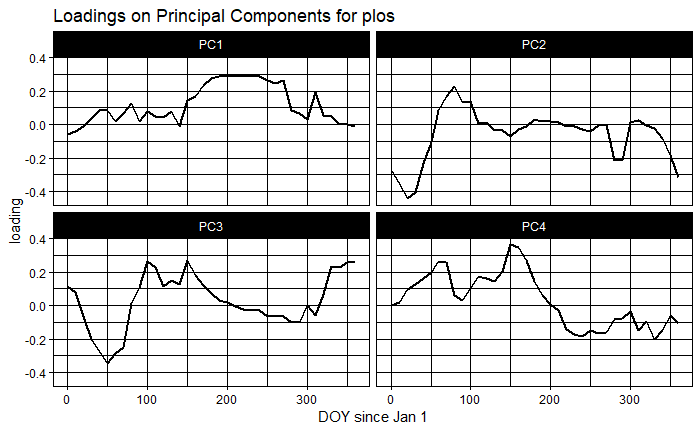 Loadings on Principal Components for plos
PC1
PC2
0.4
0.2
0.0
-0.2
-0.4
PC3
PC4
0.4
0.2
0.0
-0.2
-0.4
loading
0 100 200 300
0 100 200 300
DOY since Jan 1